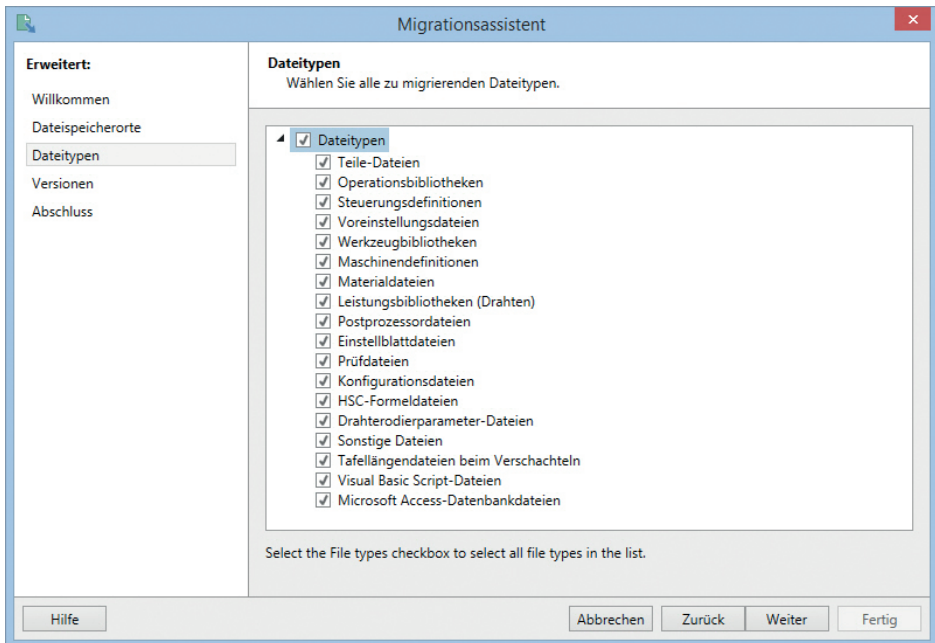 Migrationsassistent
Erweitert:
Willkommen
Dateispeicherorte
Dateitypen
Versionen
Abschluss
Dateitypen
Wählen Sie alle zu migrierenden Dateitypen.
Dateitypen
Teile-Dateien
Operationsbibliotheken
Steuerungsdefinitionen
Voreinstellungsdateien
Werkzeugbibliotheken
Maschinendefinitionen
Materialdateien
Leistungsbibliotheken (Drahten)
Postprozessordateien
Einstellblattdateien
Prüfdateien
Konfigurationsdateien
HSC-Formeldateien
Drahterodierparameter-Dateien
Sonstige Dateien
Tafellängendateien beim Verschachteln
Visual Basic Script-Dateien
Microsoft Access-Datenbankdateien
Select the File types checkbox to select all file types in the list.
Hilfe Abbrechen Zurück Weiter Fertig